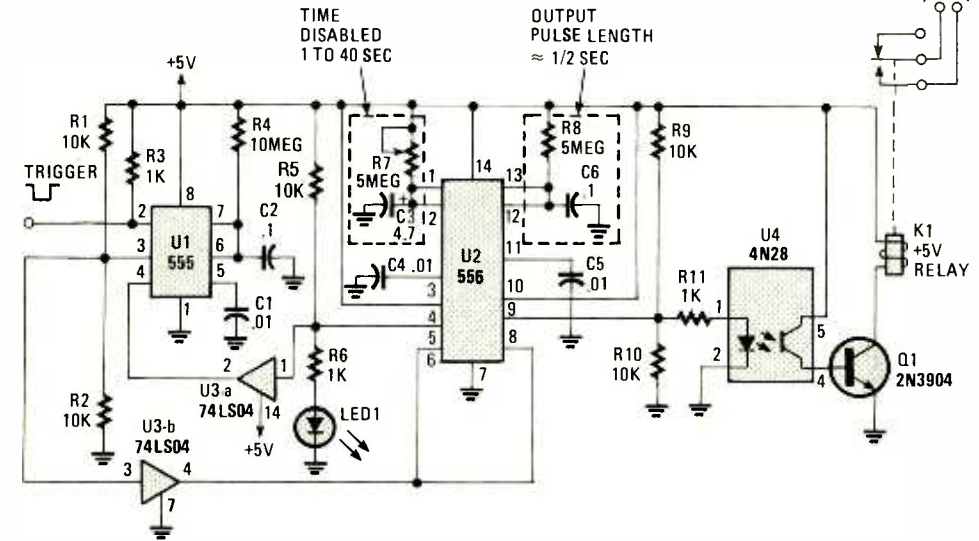 TIME
DISABLED
1 TO 40 SEC
OUTPUT
PULSE LENGTH
≈ 1/2 SEC
+5V
R1
10K
R3
1K
R4
10MEG
R5
10K
R7
5MEG
R8
5MEG
C6
.1
R9
10K
TRIGGER
2
3
4
8
7
6
5
1
U1
555
C2
.1
C1
.01
+
C3
4.7
C4 .01
1
2
3
4
5
6
14
13
12
11
10
9
8
7
U2
556
C5
.01
R11
1K
U4
4N28
1
2
5
4
K1
+5V
RELAY
Q1
2N3904
R10
10K
R6
1K
LED1
2
1
U3-a
74LS04
14
+5V
R2
10K
U3-b
74LS04
3
4
7